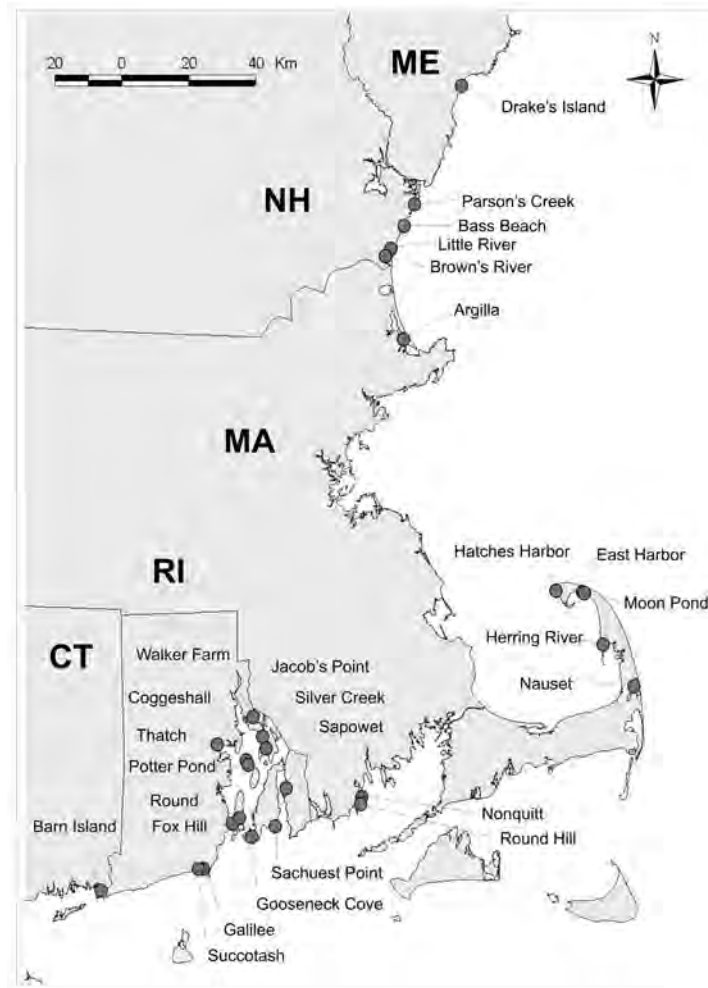 ME
N
20 0 20 40 Km
Drake's Island
NH
Parson's Creek
Bass Beach
Little River
Brown's River
Argilla
MA
Hatches Harbor
East Harbor
RI
Moon Pond
Herring River
CT
Walker Farm
Jacob's Point
Nauset
Coggeshall
Silver Creek
Thatch
Sapowet
Potter Pond
Round
Nonquitt
Barn Island
Fox Hill
Round Hill
Sachuest Point
Gooseneck Cove
Galilee
Succotash